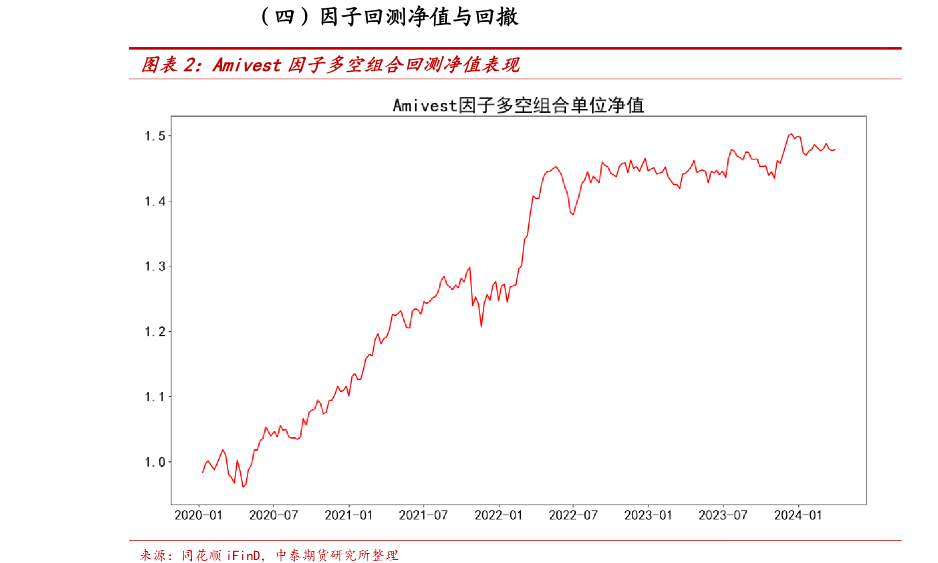 （四）因子回测净值与回撤
图表 2：Amivest 因子多空组合回测净值表现
Amivest因子多空组合单位净值
1.5
1.4
1.3
1.2
1.1
1.0
2020-01 2020-07 2021-01 2021-07 2022-01 2022-07 2023-01 2023-07 2024-01
来源：同花顺 iFinD，中泰期货研究所整理